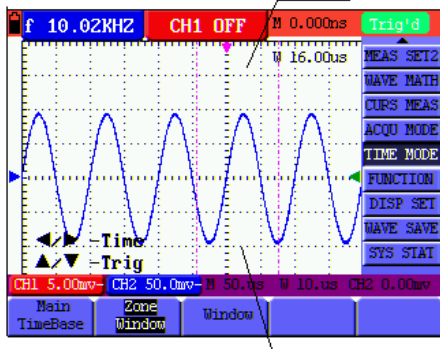 f 10.02KHZ CH1 OFF M 0.000ns Trig'd
W 16.00us
MEAS SET2
WAVE MATH
CURS MEAS
ACQU MODE
TIME MODE
FUNCTION
DISP SET
WAVE SAVE
SYS STAT
◀/▶ -Time
▲/▼ -Trig
CH1 5.00mv~ CH2 50.0mv~ M 50.us W 10.us CH2 0.00mv
Main TimeBase
Zone Window
Window